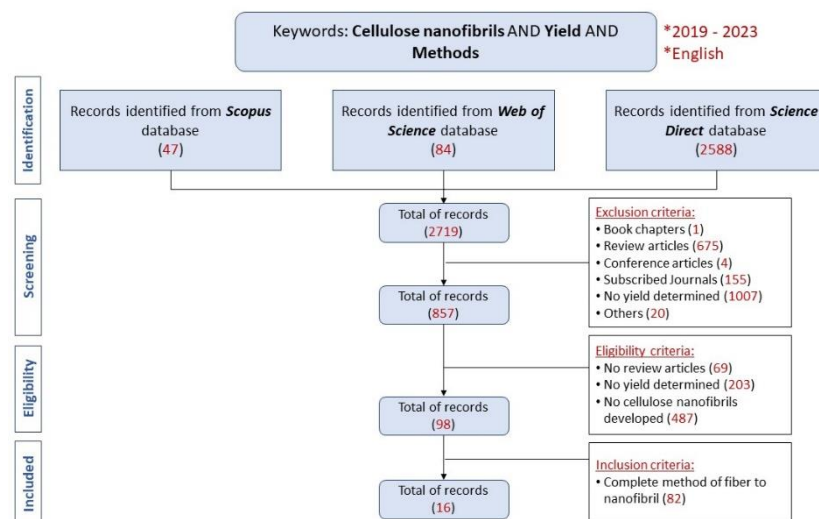 Keywords: Cellulose nanofibrils AND Yield AND
Methods
*2019 - 2023
*English
Identification
Records identified from Scopus
database
(47)
Records identified from Web of
Science database
(84)
Records identified from Science
Direct database
(2588)
Screening
Total of records
(2719)
Exclusion criteria:
• Book chapters (1)
• Review articles (675)
• Conference articles (4)
• Subscribed Journals (155)
• No yield determined (1007)
• Others (20)
(857)
Eligibility
Eligibility criteria:
• No review articles (69)
• No yield determined (203)
• No cellulose nanofibrils
developed (487)
Total of records
(98)
Included
Inclusion criteria:
• Complete method of fiber to
nanofibril (82)
Total of records
(16)